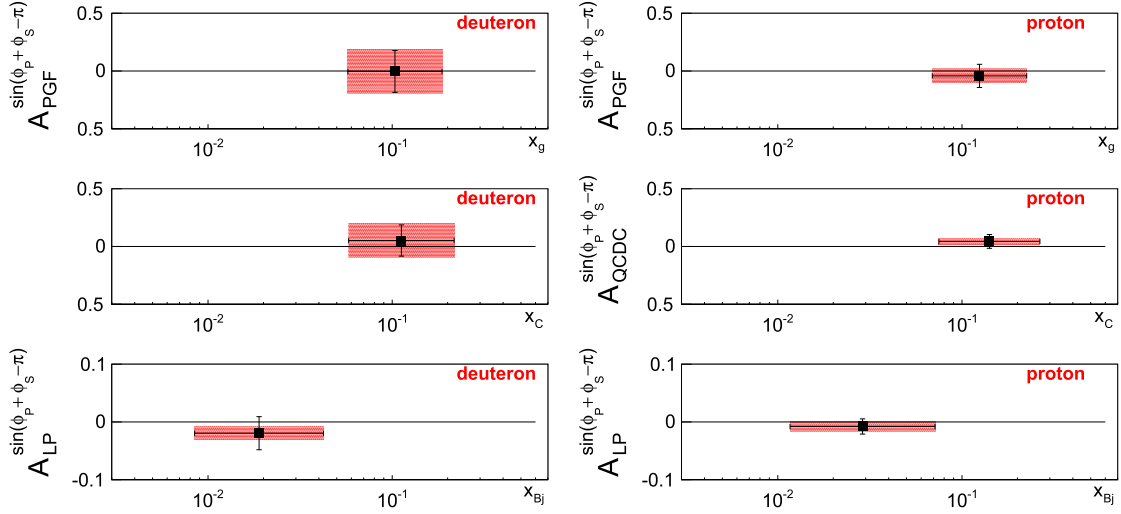 A_PGF^sin(ϕ_P+ϕ_S−π)
0.5
0
0.5
deuteron
10^-2
10^-1
x_g
A_PGF^sin(ϕ_P+ϕ_S−π)
0.5
0
0.5
proton
10^-2
10^-1
x_g
0.5
0
0.5
deuteron
10^-2
10^-1
x_C
A_QCDC^sin(ϕ_P+ϕ_S−π)
0.5
0
0.5
proton
10^-2
10^-1
x_C
A_LP^sin(ϕ_P+ϕ_S−π)
0.1
0
-0.1
deuteron
10^-2
10^-1
x_Bj
A_LP^sin(ϕ_P+ϕ_S−π)
0.1
0
-0.1
proton
10^-2
10^-1
x_Bj